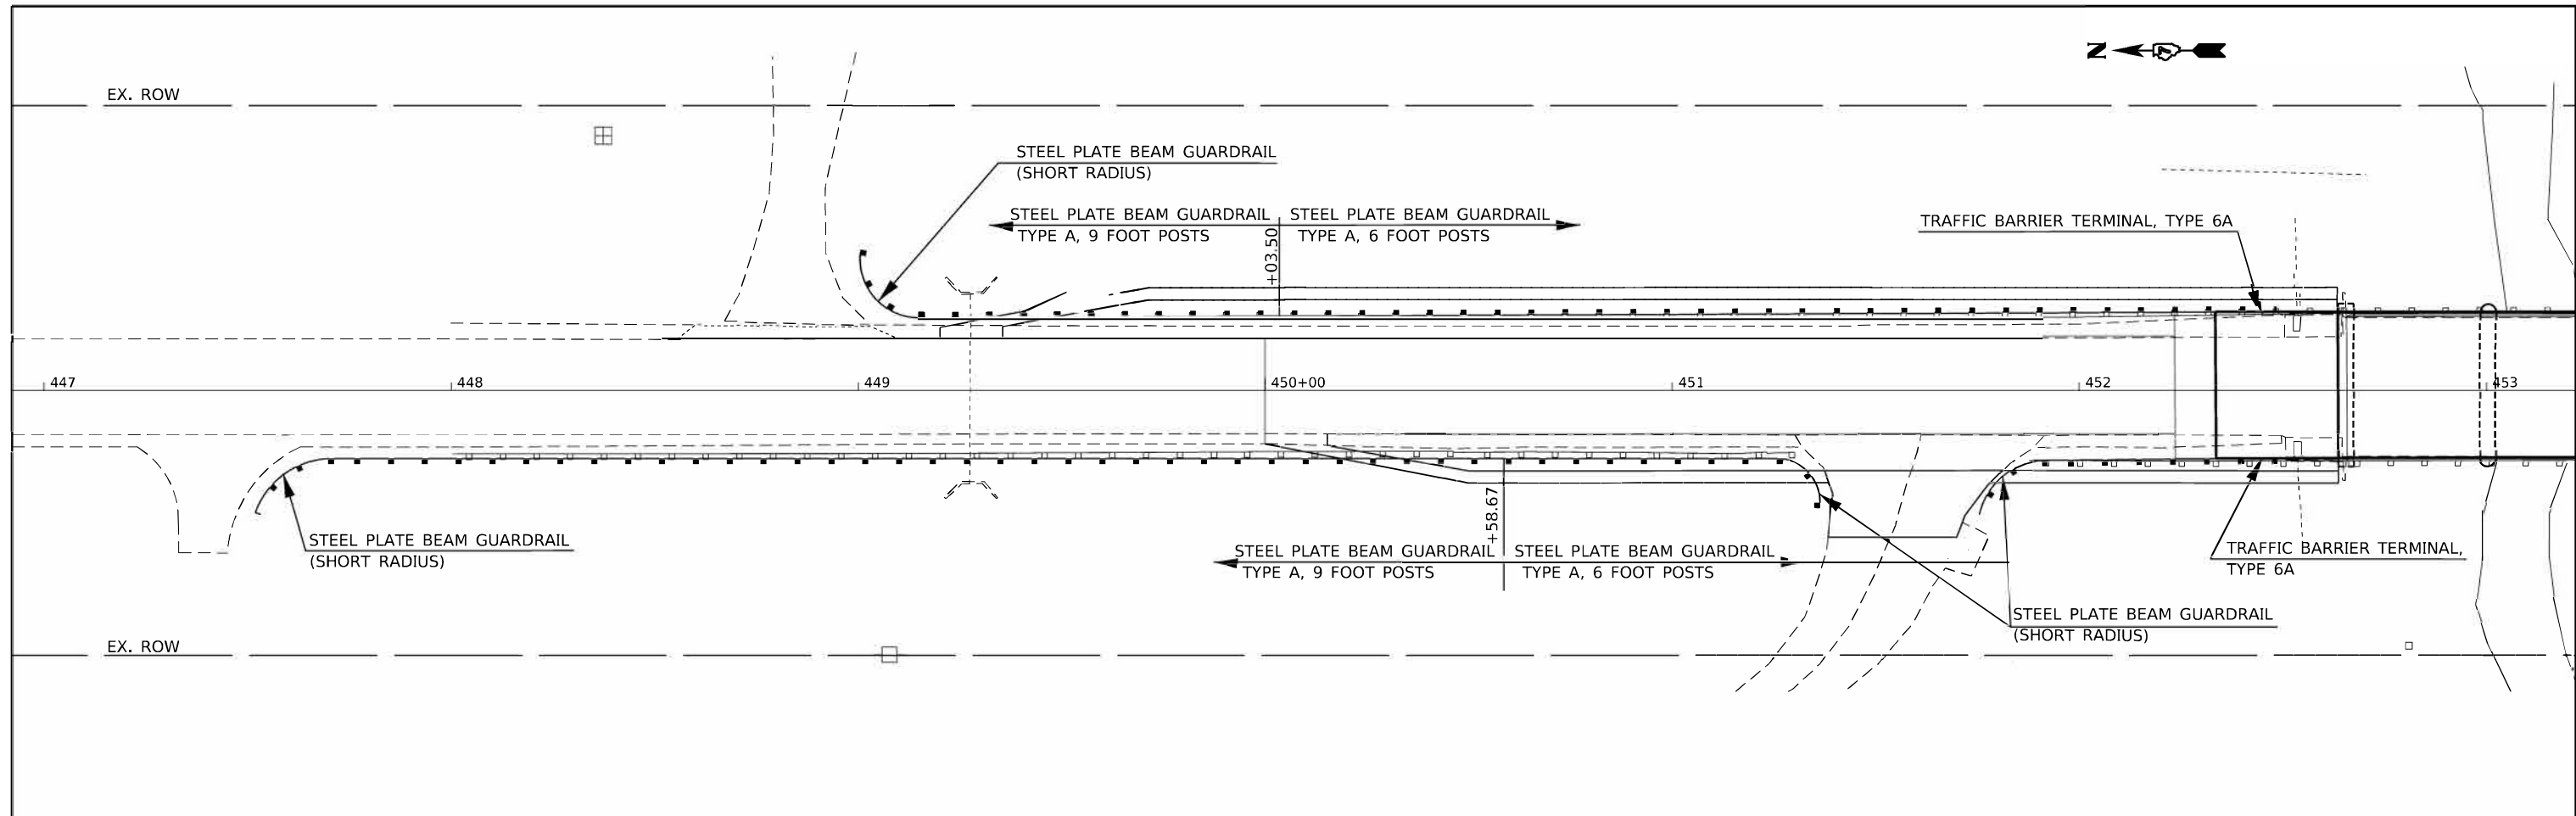 N
EX. ROW
STEEL PLATE BEAM GUARDRAIL
(SHORT RADIUS)
STEEL PLATE BEAM GUARDRAIL
TYPE A, 9 FOOT POSTS
STEEL PLATE BEAM GUARDRAIL
TYPE A, 6 FOOT POSTS
+03.50
TRAFFIC BARRIER TERMINAL, TYPE 6A
447
448
449
450+00
451
452
453
STEEL PLATE BEAM GUARDRAIL
(SHORT RADIUS)
+58.67
STEEL PLATE BEAM GUARDRAIL
TYPE A, 9 FOOT POSTS
STEEL PLATE BEAM GUARDRAIL
TYPE A, 6 FOOT POSTS
TRAFFIC BARRIER TERMINAL,
TYPE 6A
STEEL PLATE BEAM GUARDRAIL
(SHORT RADIUS)
EX. ROW